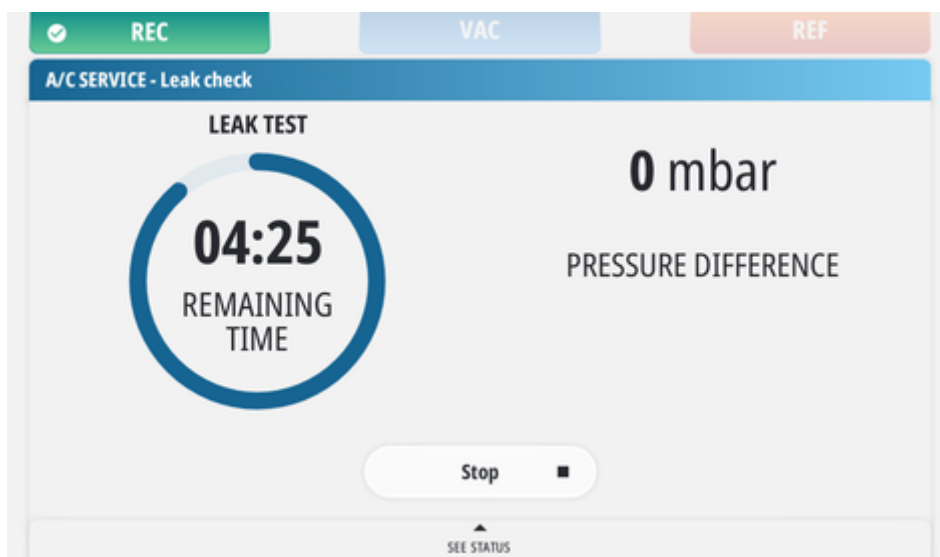 REC
VAC
REF
A/C SERVICE - Leak check
LEAK TEST
04:25
REMAINING
TIME
0 mbar
PRESSURE DIFFERENCE
Stop
SEE STATUS